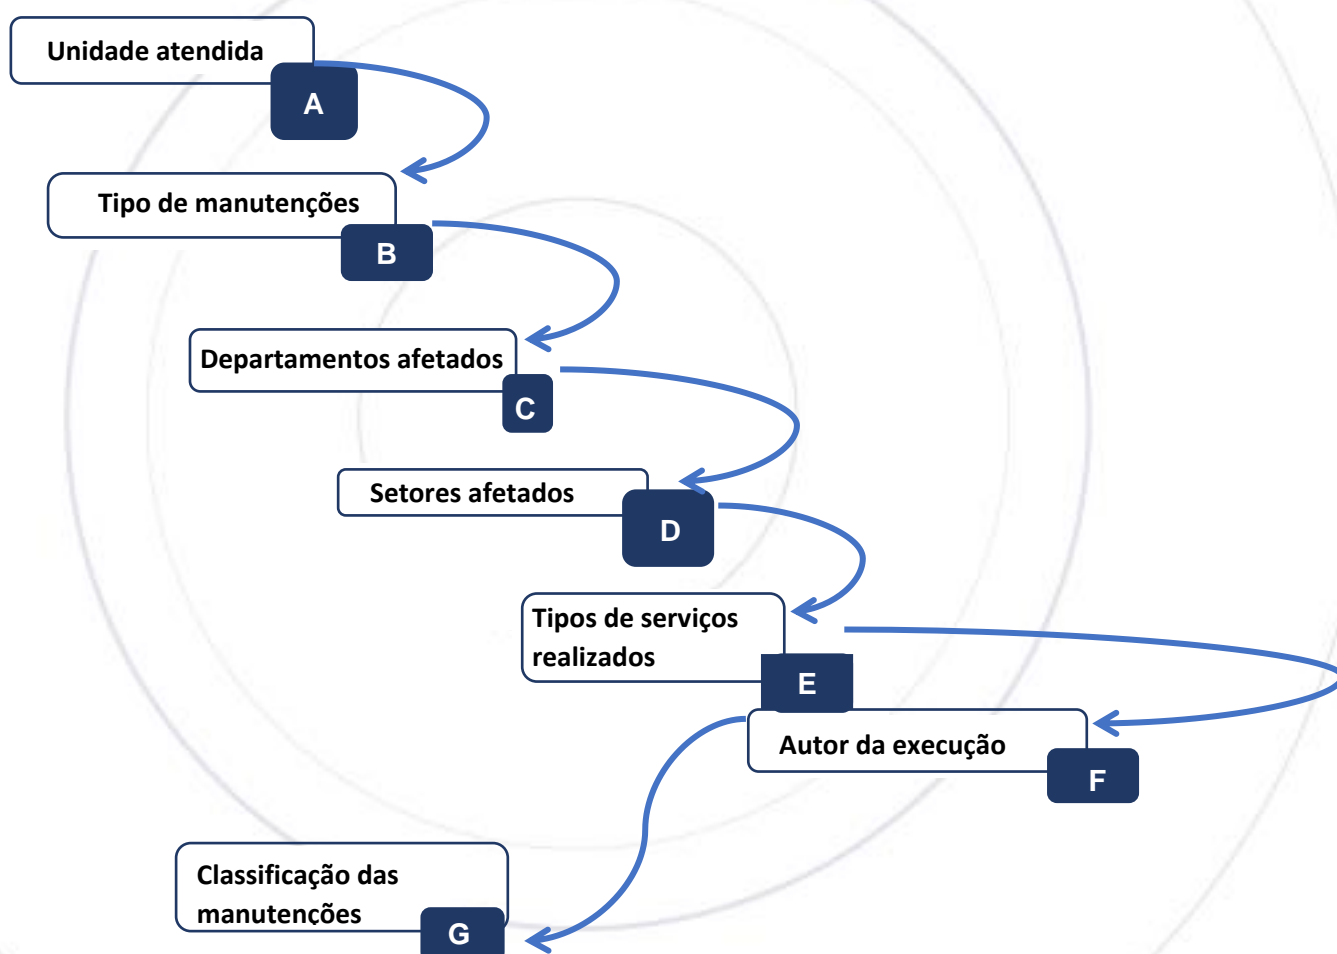 Unidade atendida
A
Tipo de manutenções
B
Departamentos afetados
C
Setores afetados
D
Tipos de serviços
realizados
E
Autor da execução
F
Classificação das
manutenções
G